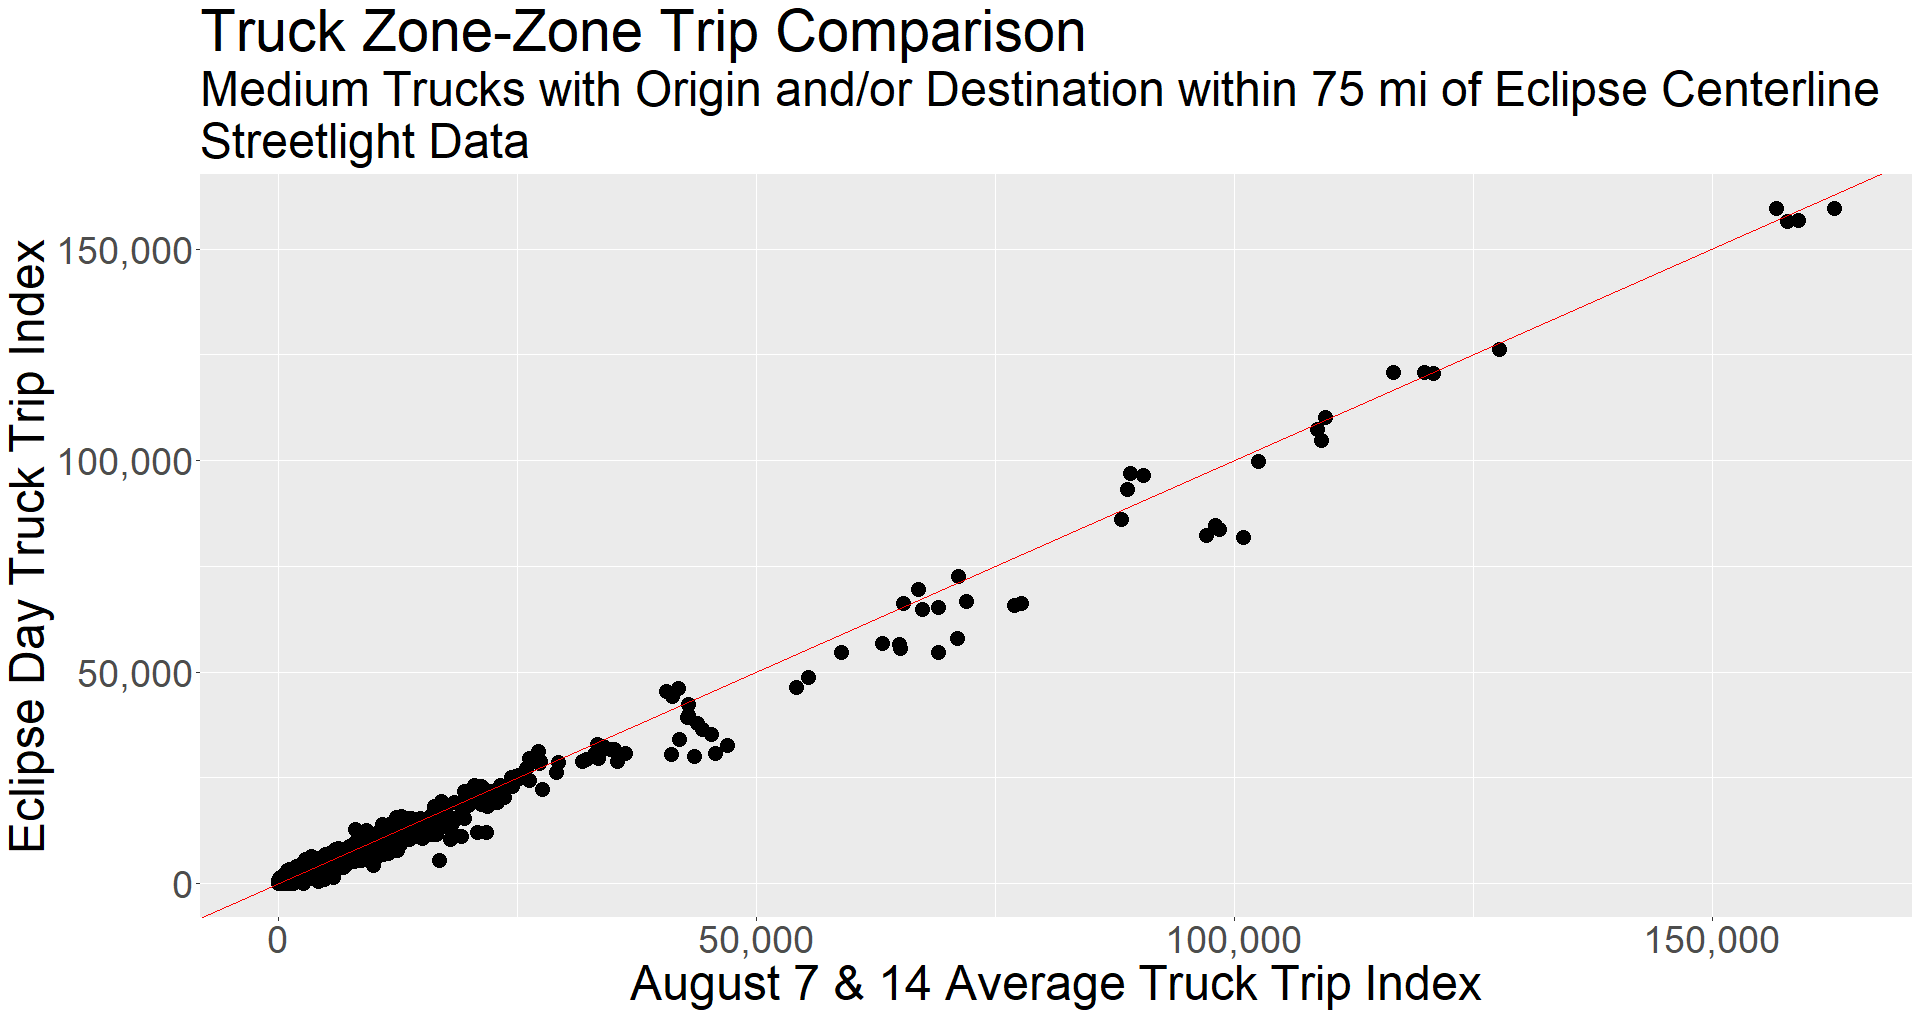 Truck Zone-Zone Trip Comparison
Medium Trucks with Origin and/or Destination within 75 mi of Eclipse Centerline
Streetlight Data
Eclipse Day Truck Trip Index
150,000
100,000
50,000
0
0
50,000
100,000
150,000
August 7 & 14 Average Truck Trip Index